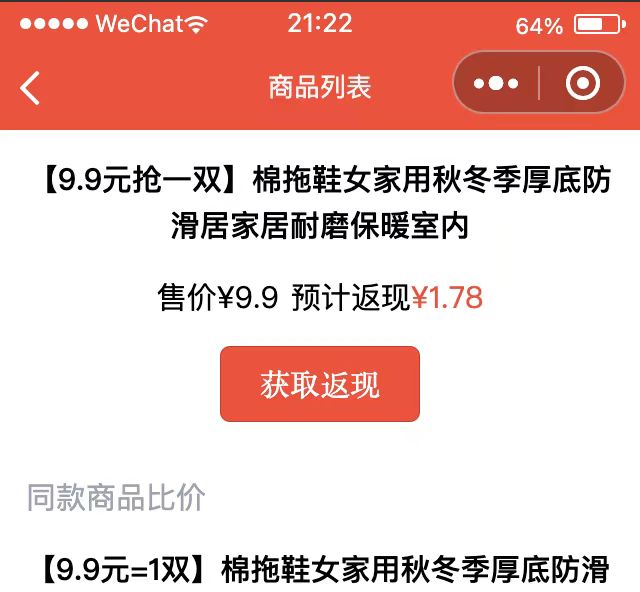 WeChat 21:22 64%
商品列表
【9.9元抢一双】棉拖鞋女家用秋冬季厚底防
滑居家居耐磨保暖室内
售价¥9.9 预计返现¥1.78
获取返现
同款商品比价
【9.9元=1双】棉拖鞋女家用秋冬季厚底防滑